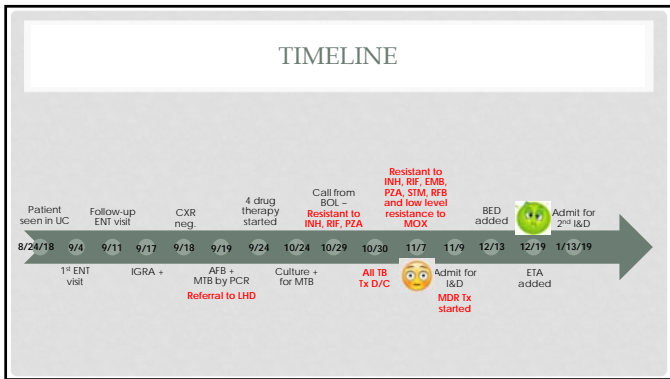 TIMELINE
Patient
seen in UC
8/24/18
1st ENT
visit
9/4
Follow-up
ENT visit
9/11
IGRA +
9/17
CXR
neg.
9/18
AFB +
MTB by PCR
Referral to LHD
9/19
4 drug
therapy
started
9/24
Culture +
for MTB
10/24
Call from
BOL –
Resistant to
INH, RIF, PZA
10/29
All TB
Tx D/C
10/30
Resistant to
INH, RIF, EMB,
PZA, STM, RFB
and low level
resistance to
MOX
11/7
Admit for
I&D
MDR Tx
started
11/9
BED
added
12/13
ETA
added
12/19
Admit for
2nd I&D
1/13/19